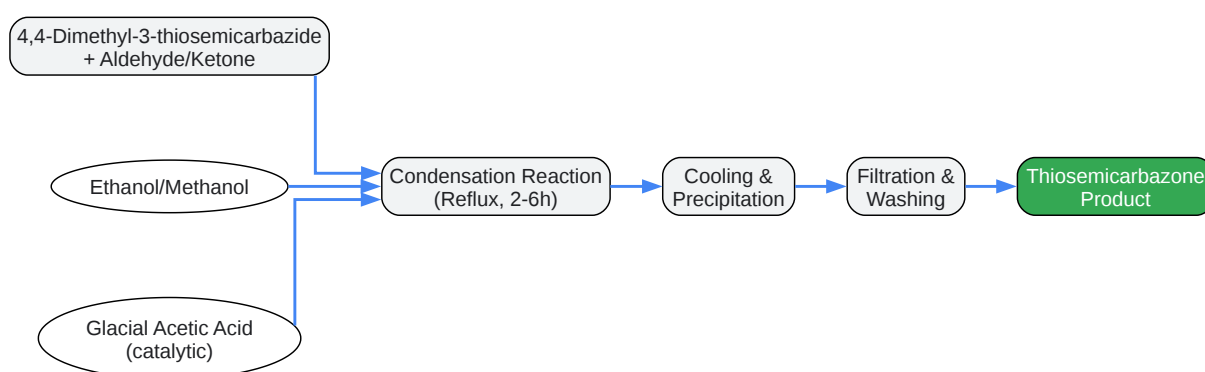 4,4-Dimethyl-3-thiosemicarbazide
+ Aldehyde/Ketone
Ethanol/Methanol
Glacial Acetic Acid
(catalytic)
Condensation Reaction
(Reflux, 2-6h)
Cooling &
Precipitation
Filtration &
Washing
Thiosemicarbazone
Product